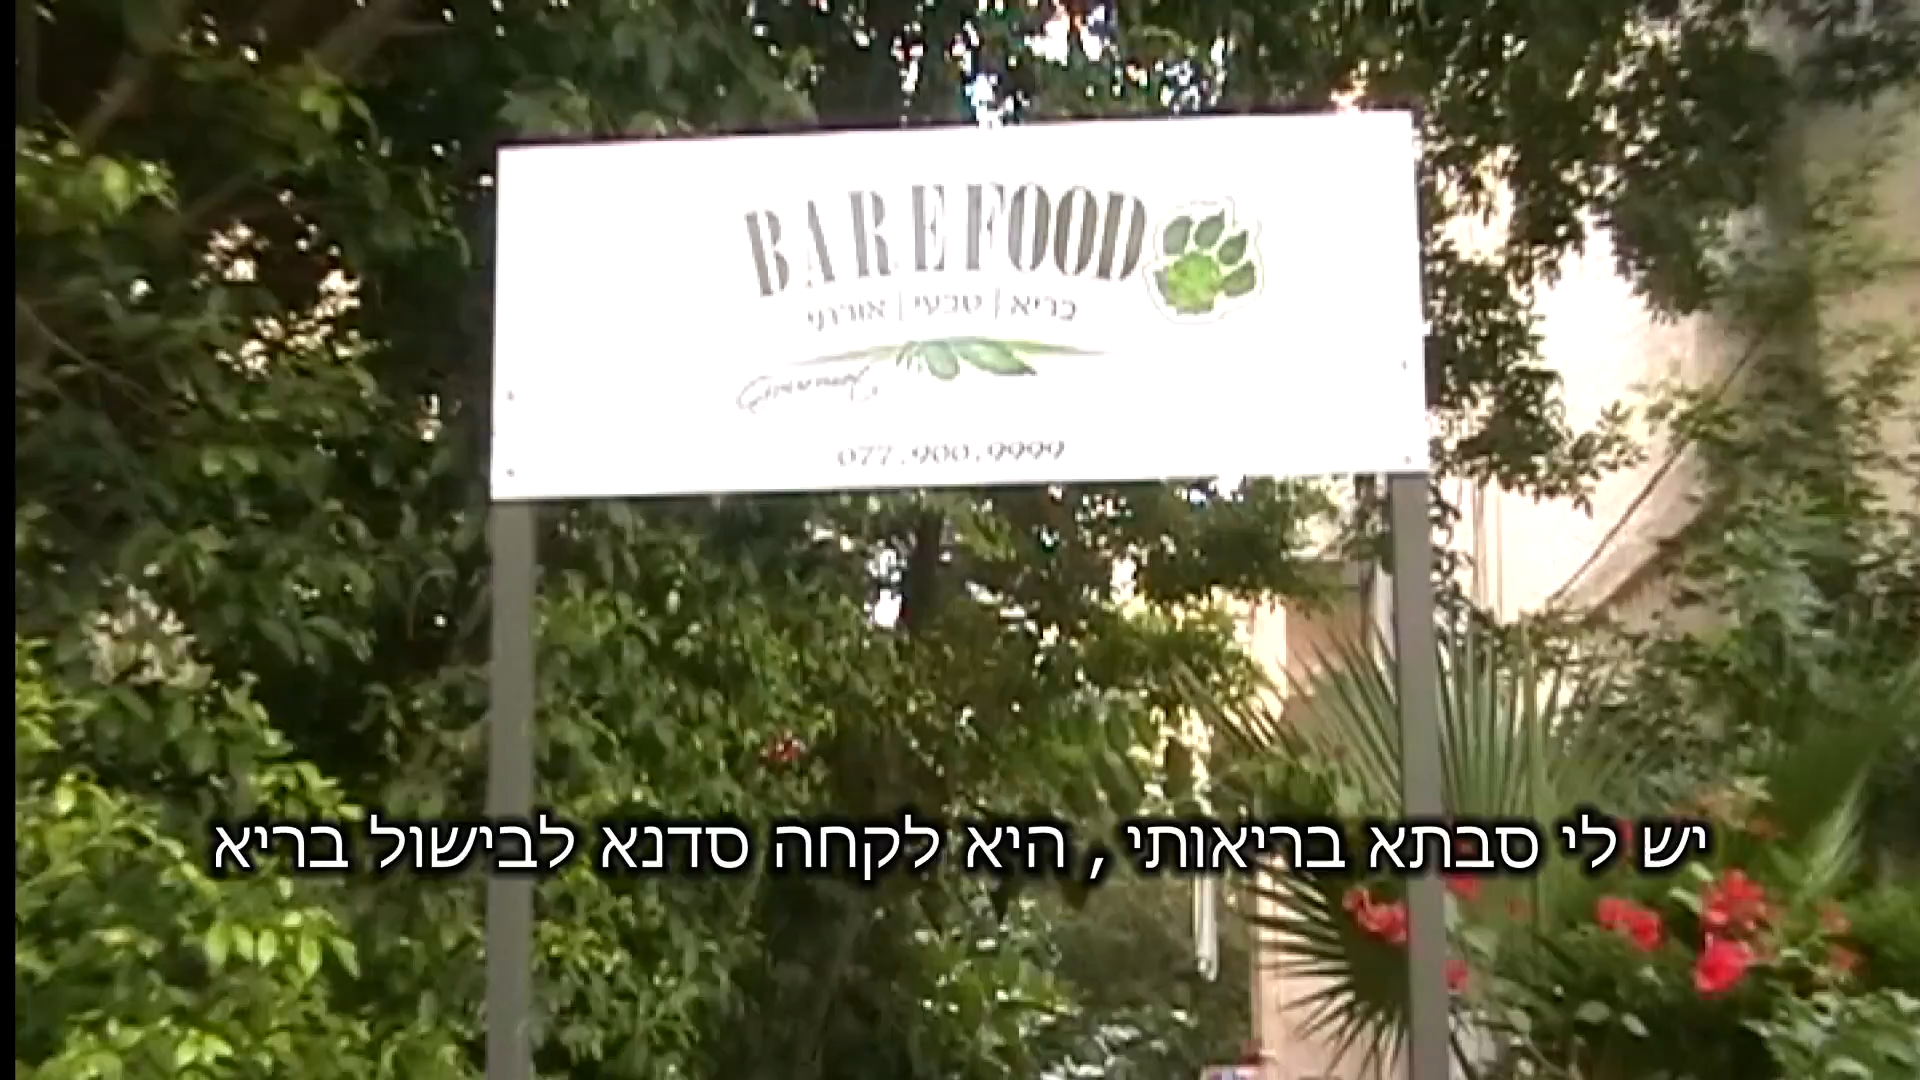 BAREFOOD
בריא | טבעי | אורגני
077.900.9999
יש לי סבתא בריאותי , היא לקחה סדנא לבישול בריא